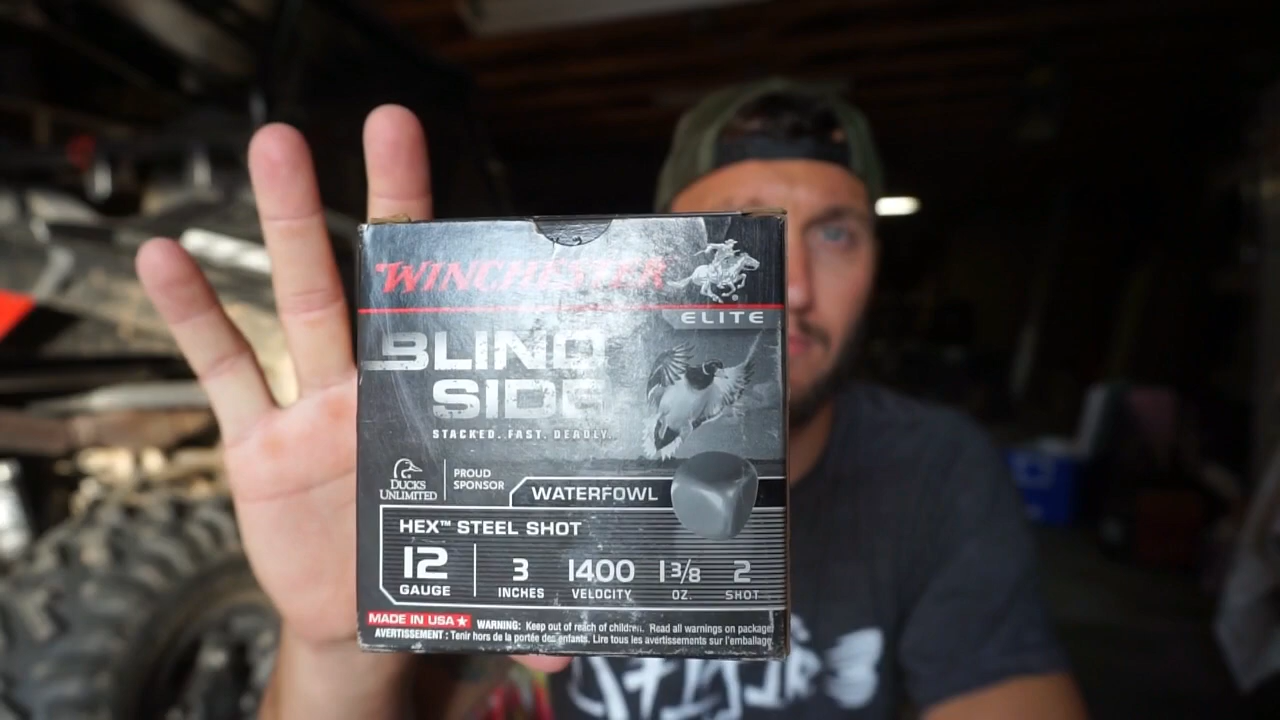 WINCHESTER
ELITE
BLIND
SIDE
STACKED. FAST. DEADLY.
DUCKS
UNLIMITED
PROUD
SPONSOR
WATERFOWL
HEX™ STEEL SHOT
12 3 1400 1 3/8 2
GAUGE INCHES VELOCITY OZ. SHOT
MADE IN USA★ WARNING: Keep out of reach of children. Read all warnings on package.
AVERTISSEMENT : Tenir hors de la portée des enfants. Lire tous les avertissements sur l'emballage.